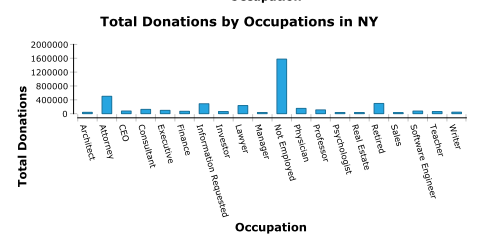 Occupation
Total Donations by Occupations in NY
Total Donations
2000000
1600000
1200000
800000
400000
0
Architect
Attorney
CEO
Consultant
Executive
Finance
Information Requested
Investor
Lawyer
Manager
Not Employed
Physician
Professor
Psychologist
Real Estate
Retired
Sales
Software Engineer
Teacher
Writer
Occupation